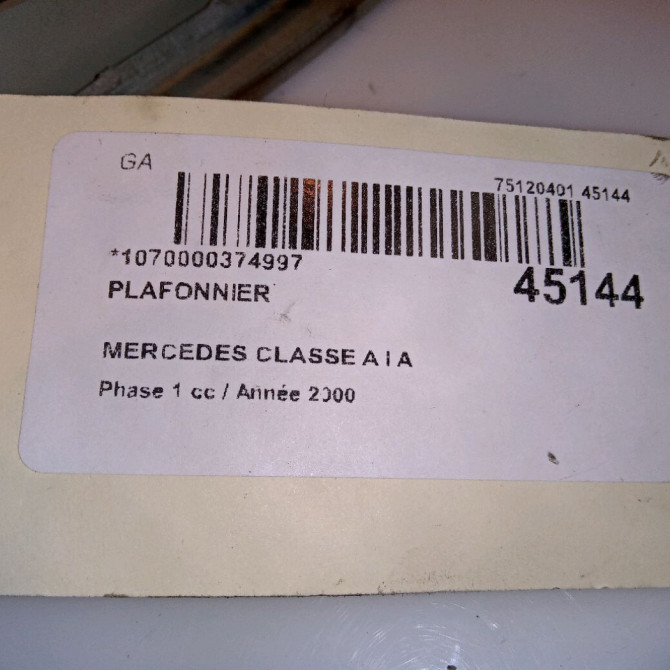 GA
75120401 45144
*1070000374997
45144
PLAFONNIER
MERCEDES CLASSE A I A
Phase 1 cc / Année 2000